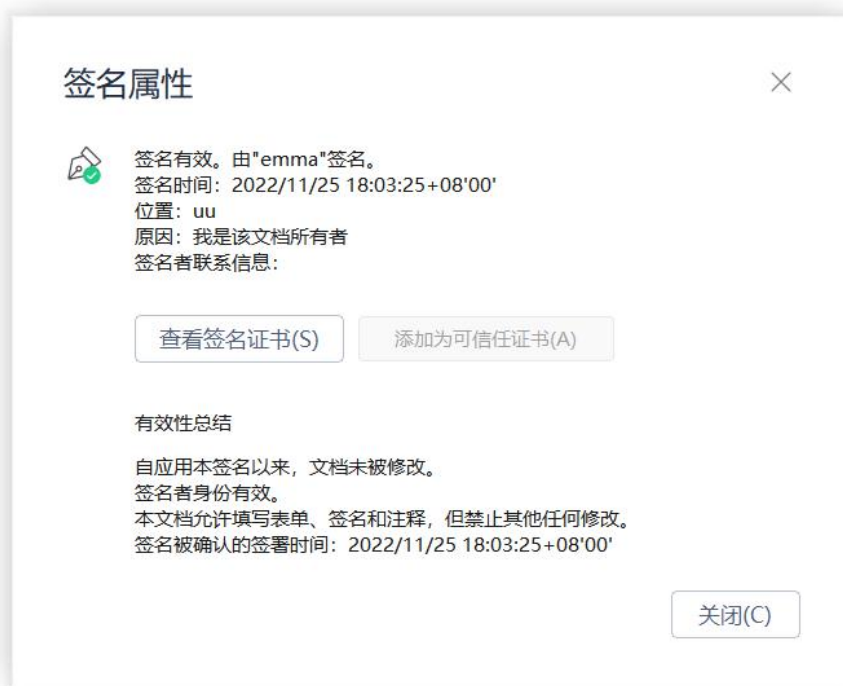 签名属性
签名有效。由"emma"签名。
签名时间：2022/11/25 18:03:25+08'00'
位置：uu
原因：我是该文档所有者
签名者联系信息：
查看签名证书(S)
添加为可信任证书(A)
有效性总结
自应用本签名以来，文档未被修改。
签名者身份有效。
本文档允许填写表单、签名和注释，但禁止其他任何修改。
签名被确认的签署时间：2022/11/25 18:03:25+08'00'
关闭(C)